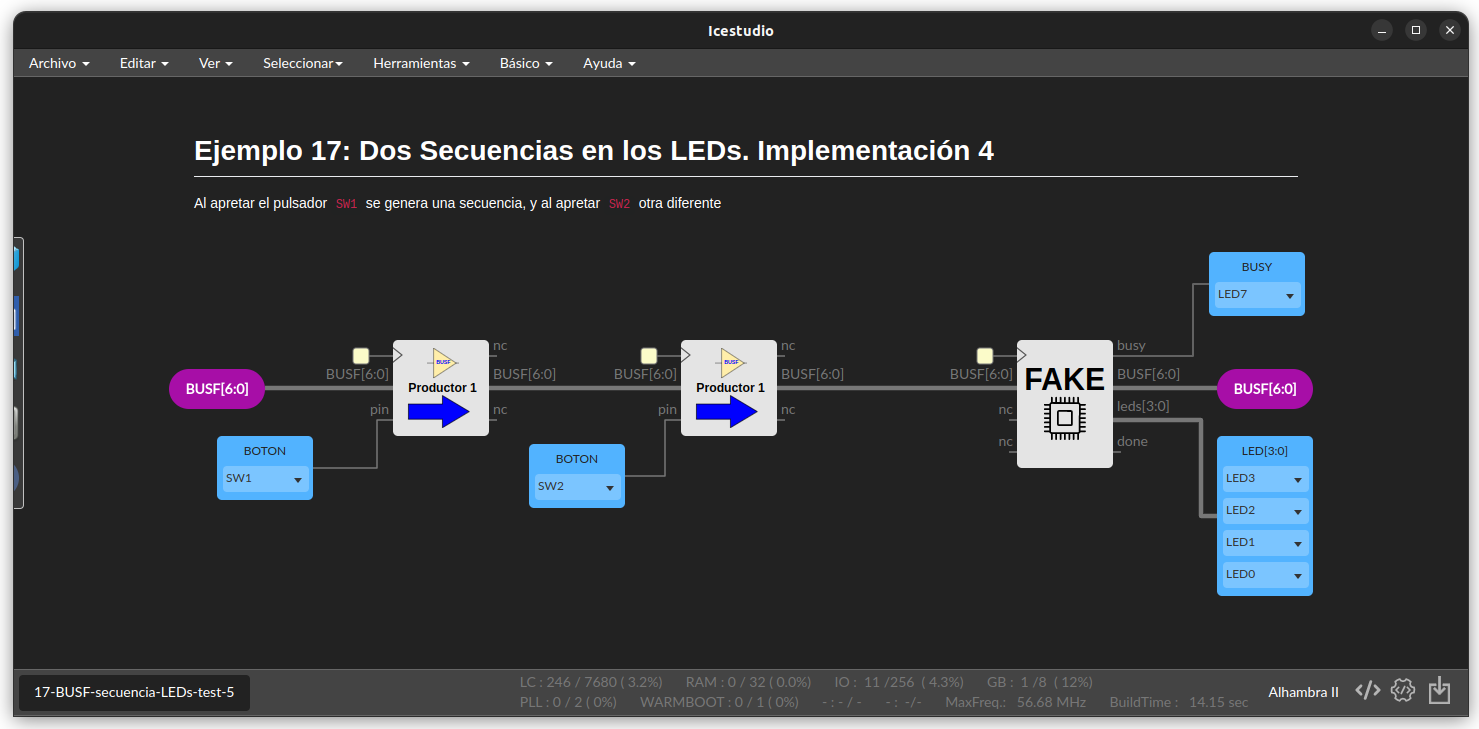 Icestudio
Archivo Editar Ver Seleccionar Herramientas Básico Ayuda
Ejemplo 17: Dos Secuencias en los LEDs. Implementación 4
Al apretar el pulsador SW1 se genera una secuencia, y al apretar SW2 otra diferente
BUSY
LED7
nc nc busy
BUSF[6:0] BUSF BUSF[6:0] BUSF[6:0] BUSF BUSF[6:0] BUSF[6:0] FAKE BUSF[6:0]
BUSF[6:0] Productor 1 Productor 1 BUSF[6:0]
pin nc pin nc nc leds[3:0]
nc done
BOTON
SW1
BOTON
SW2
LED[3:0]
LED3
LED2
LED1
LED0
17-BUSF-secuencia-LEDs-test-5
LC : 246 / 7680 ( 3.2%) RAM : 0 / 32 ( 0.0%) IO : 11 /256 ( 4.3%) GB : 1 /8 ( 12%)
PLL : 0 / 2 ( 0%) WARMBOOT : 0 / 1 ( 0%) - : - / - - : -/- MaxFreq.: 56.68 MHz BuildTime : 14.15 sec
Alhambra II